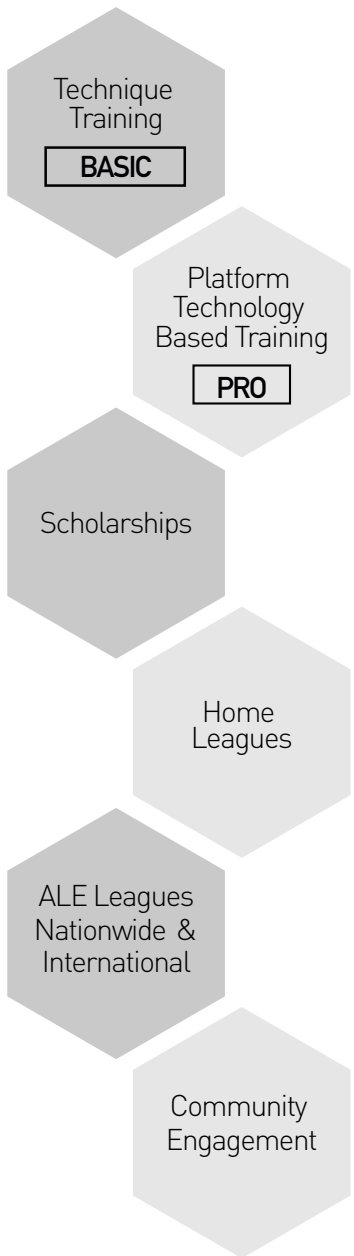 Technique
Training
BASIC
Platform
Technology
Based Training
PRO
Scholarships
Home
Leagues
ALE Leagues
Nationwide &
International
Community
Engagement